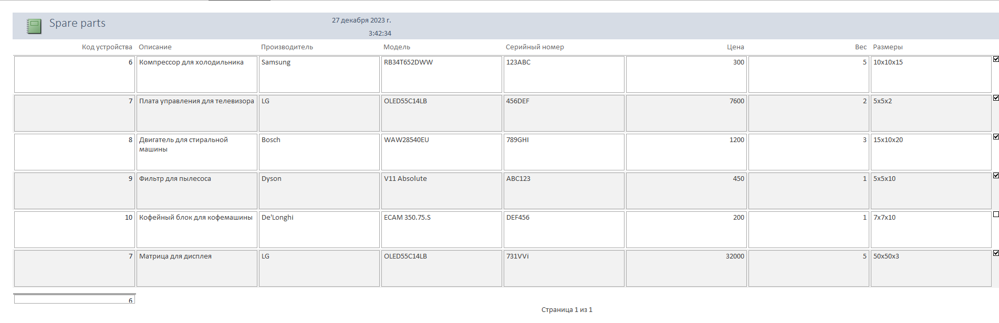 Spare parts
27 декабря 2023 г.
3:42:34
Код устройства Описание Производитель Модель Серийный номер Цена Вес Размеры
6 Компрессор для холодильника Samsung RB34T652DWW 123ABC 300 5 10x10x15
7 Плата управления для телевизора LG OLED55C14LB 456DEF 7600 2 5x5x2
8 Двигатель для стиральной Bosch WAW28540EU 789GHI 1200 3 15x10x20
машины
9 Фильтр для пылесоса Dyson V11 Absolute ABC123 450 1 5x5x10
10 Кофейный блок для кофемашины De'Longhi ECAM 350.75.S DEF456 200 1 7x7x10
7 Матрица для дисплея LG OLED55C14LB 731VVi 32000 5 50x50x3
6
Страница 1 из 1